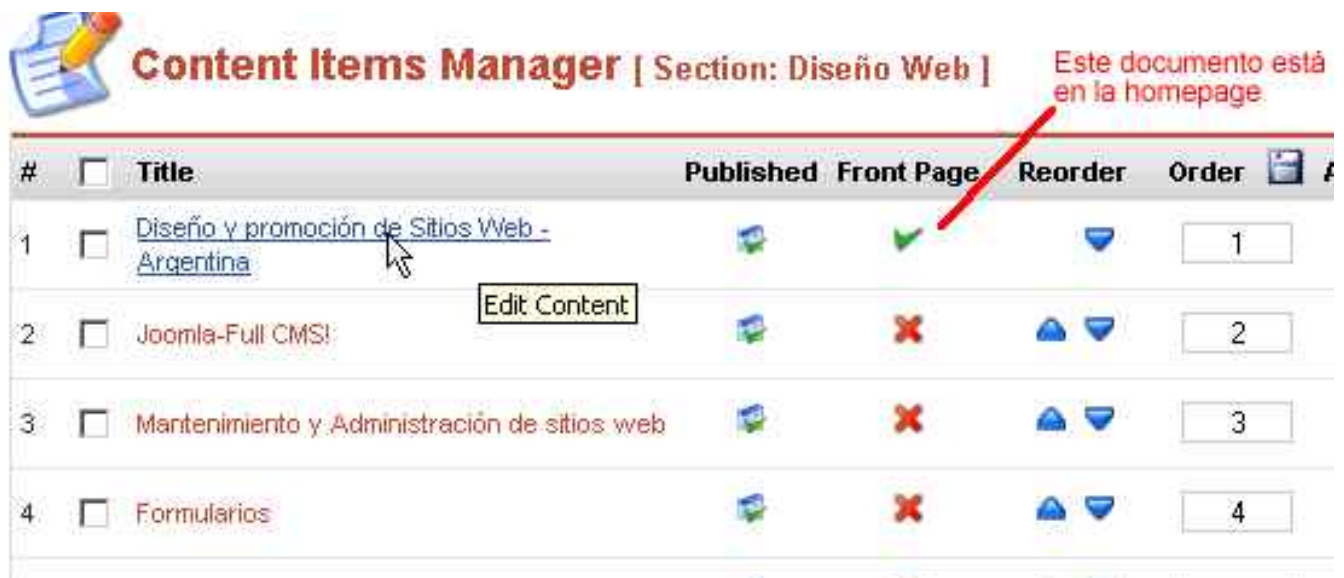 Content Items Manager [ Section: Diseño Web ]
Este documento está
en la homepage
# Title Published Front Page Reorder Order
1 Diseño y promoción de Sitios Web - 1
Argentina
Edit Content
2 Joomla-Full CMS! 2
3 Mantenimiento y Administración de sitios web 3
4 Formularios 4